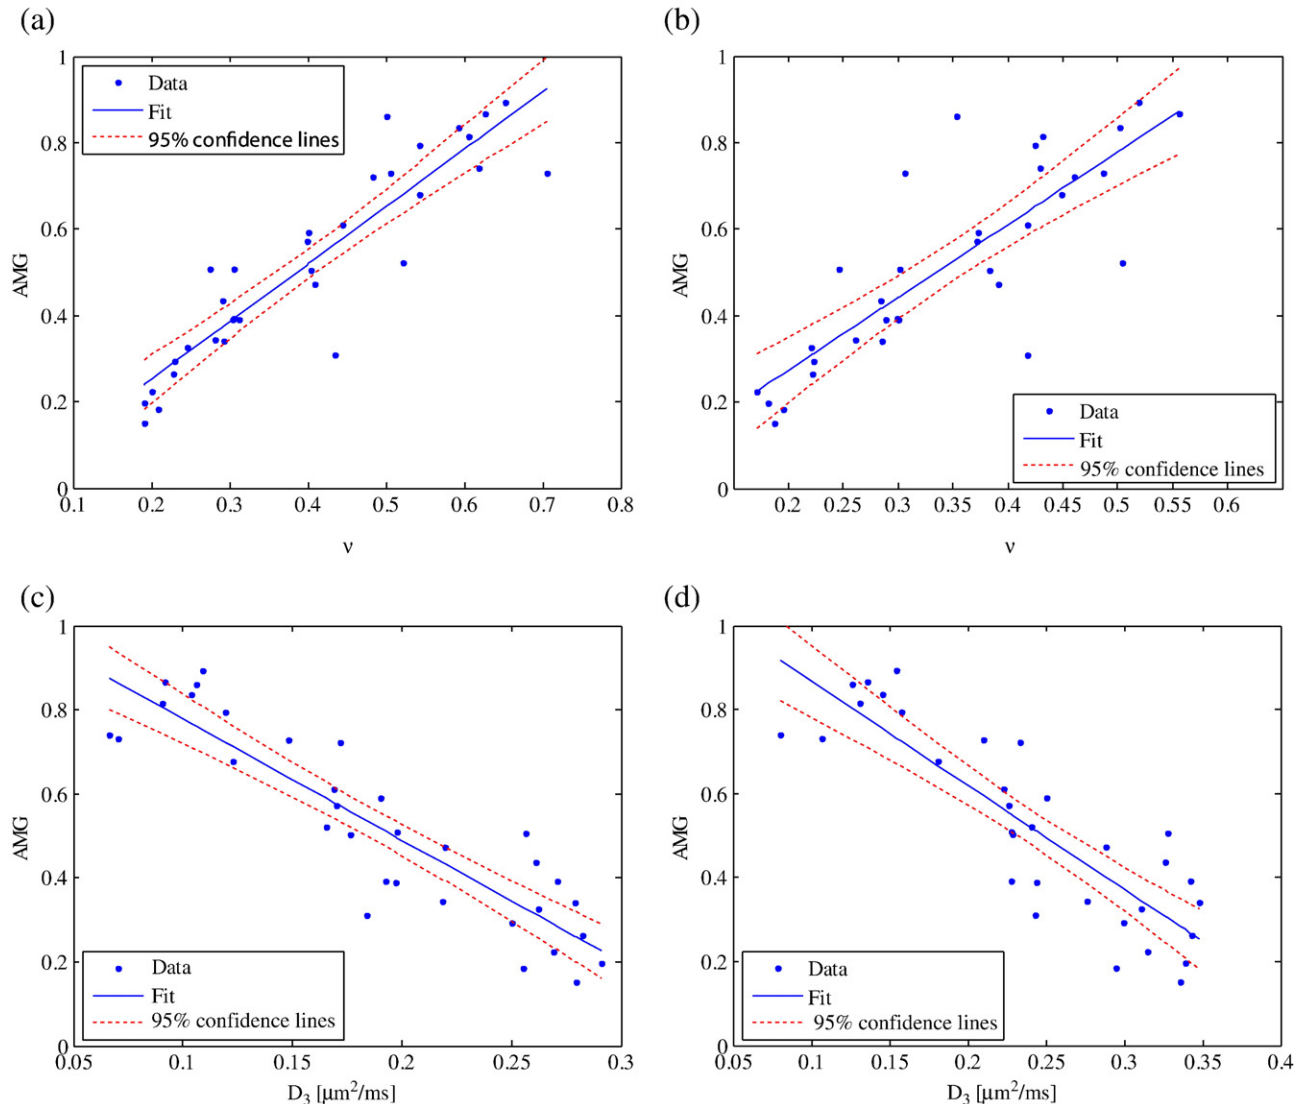 (a)
1
0.8
0.6
0.4
0.2
0
AMG
Data
Fit
95% confidence lines
0.1 0.2 0.3 0.4 0.5 0.6 0.7 0.8
ν
(b)
1
0.8
0.6
0.4
0.2
0
AMG
Data
Fit
95% confidence lines
0.2 0.25 0.3 0.35 0.4 0.45 0.5 0.55 0.6
ν
(c)
1
0.8
0.6
0.4
0.2
0
AMG
Data
Fit
95% confidence lines
0.05 0.1 0.15 0.2 0.25 0.3
D₃ [μm²/ms]
(d)
1
0.8
0.6
0.4
0.2
0
AMG
Data
Fit
95% confidence lines
0.05 0.1 0.15 0.2 0.25 0.3 0.35 0.4
D₃ [μm²/ms]